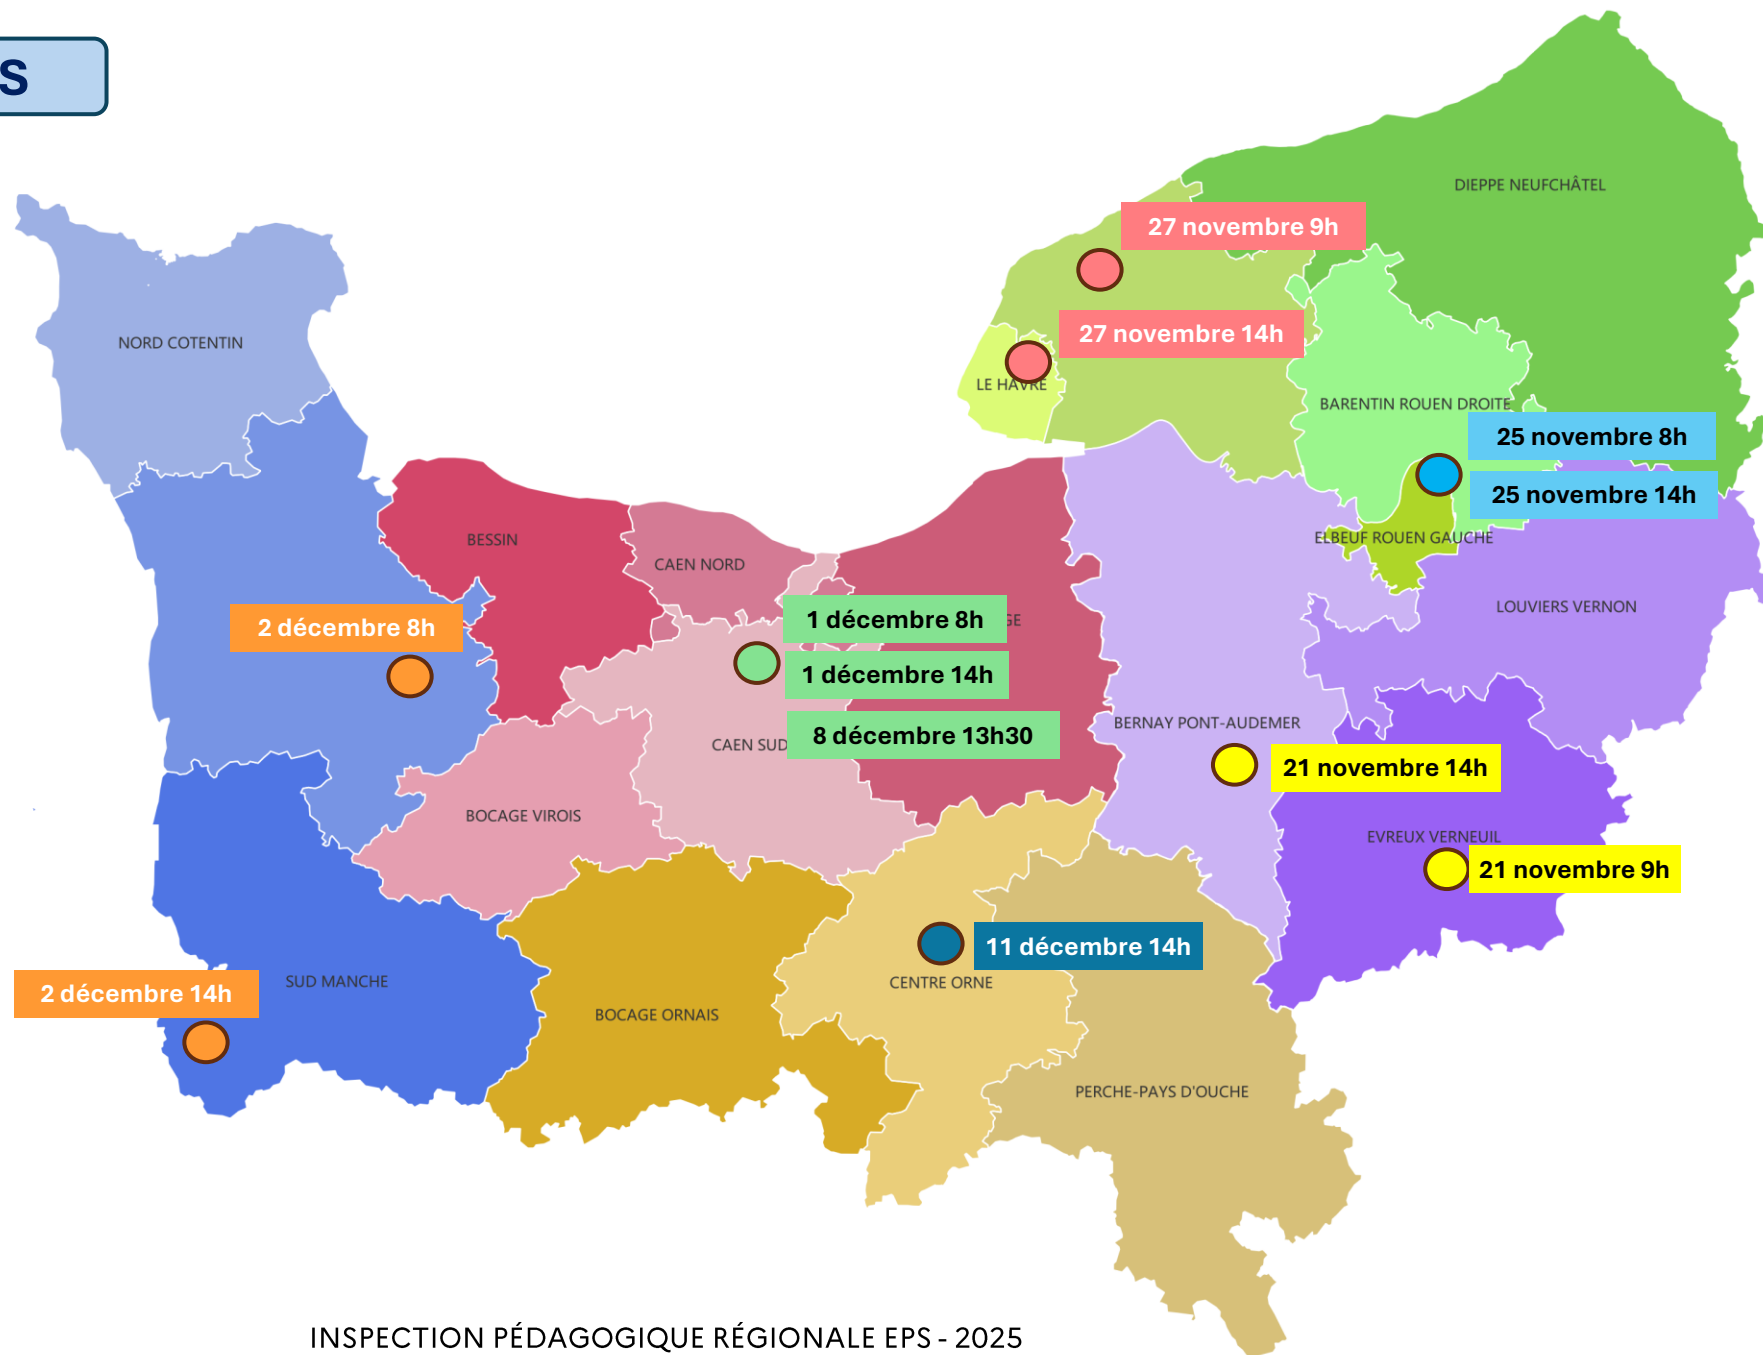 S
DIEPPE NEUFCHÂTEL
27 novembre 9h
NORD COTENTIN
27 novembre 14h
LE HAVRE
BARENTIN ROUEN DROITE
25 novembre 8h
25 novembre 14h
BESSIN
ELBEUF ROUEN GAUCHE
CAEN NORD
LOUVIERS VERNON
2 décembre 8h
1 décembre 8h
GE
1 décembre 14h
BERNAY PONT-AUDEMER
CAEN SUD
8 décembre 13h30
21 novembre 14h
BOCAGE VIROIS
EVREUX VERNEUIL
21 novembre 9h
11 décembre 14h
SUD MANCHE
CENTRE ORNE
2 décembre 14h
BOCAGE ORNAIS
PERCHE-PAYS D'OUCHE
INSPECTION PÉDAGOGIQUE RÉGIONALE EPS - 2025